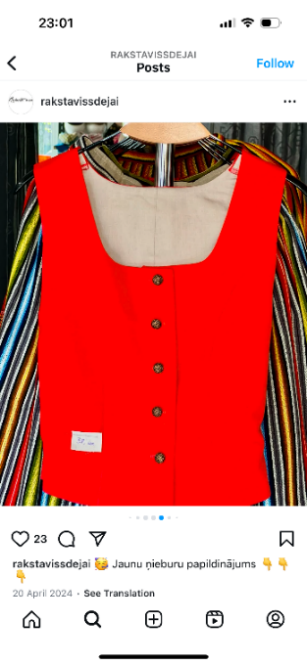 23:01
RAKSTAVISSDEJAI
Posts
Follow
rakstavissdejai
23
rakstavissdejai 🥳 Jaunu ņieburu papildinājums 👇👇
👇
20 April 2024 · See Translation